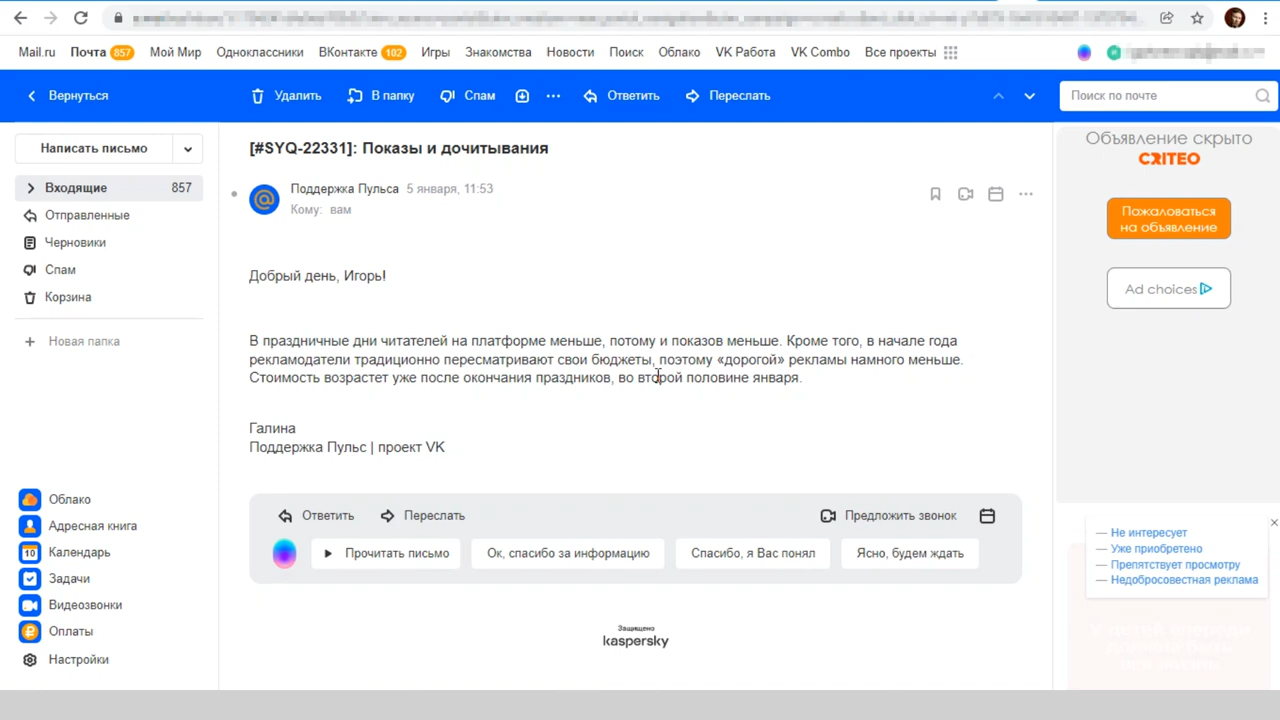 Mail.ru Почта 857 Мой Мир Одноклассники ВКонтакте 102 Игры Знакомства Новости Поиск Облако VK Работа VK Combo Все проекты
Вернуться Удалить В папку Спам Ответить Переслать Поиск по почте
Написать письмо
Входящие 857
Отправленные
Черновики
Спам
Корзина
Новая папка
Облако
Адресная книга
10 Календарь
Задачи
Видеозвонки
Оплаты
Настройки
[#SYQ-22331]: Показы и дочитывания
@ Поддержка Пульса 5 января, 11:53
Кому: вам
Добрый день, Игорь!
В праздничные дни читателей на платформе меньше, потому и показов меньше. Кроме того, в начале года
рекламодатели традиционно пересматривают свои бюджеты, поэтому «дорогой» рекламы намного меньше.
Стоимость возрастет уже после окончания праздников, во второй половине января.
Галина
Поддержка Пульс | проект VK
Ответить Переслать Предложить звонок
Прочитать письмо Ок, спасибо за информацию Спасибо, я Вас понял Ясно, будем ждать
Защищено
kaspersky
Объявление скрыто
CRITEO
Пожаловаться
на объявление
Ad choices
— Не интересует
— Уже приобретено
— Препятствует просмотру
— Недобросовестная реклама